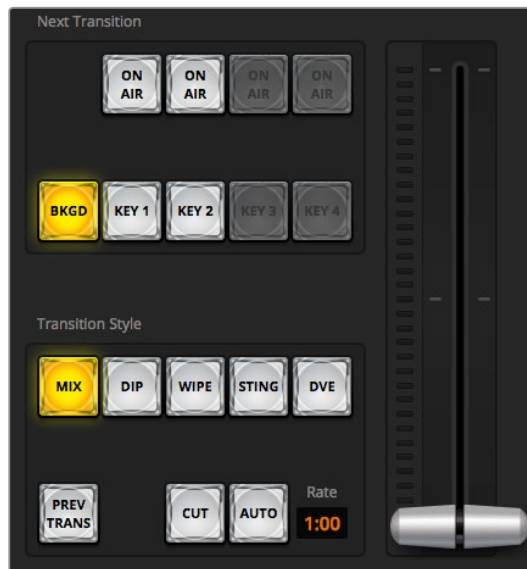 Next Transition
ON AIR
ON AIR
ON AIR
ON AIR
BKGD
KEY 1
KEY 2
KEY 3
KEY 4
Transition Style
MIX
DIP
WIPE
STING
DVE
PREV TRANS
CUT
AUTO
Rate
1:00